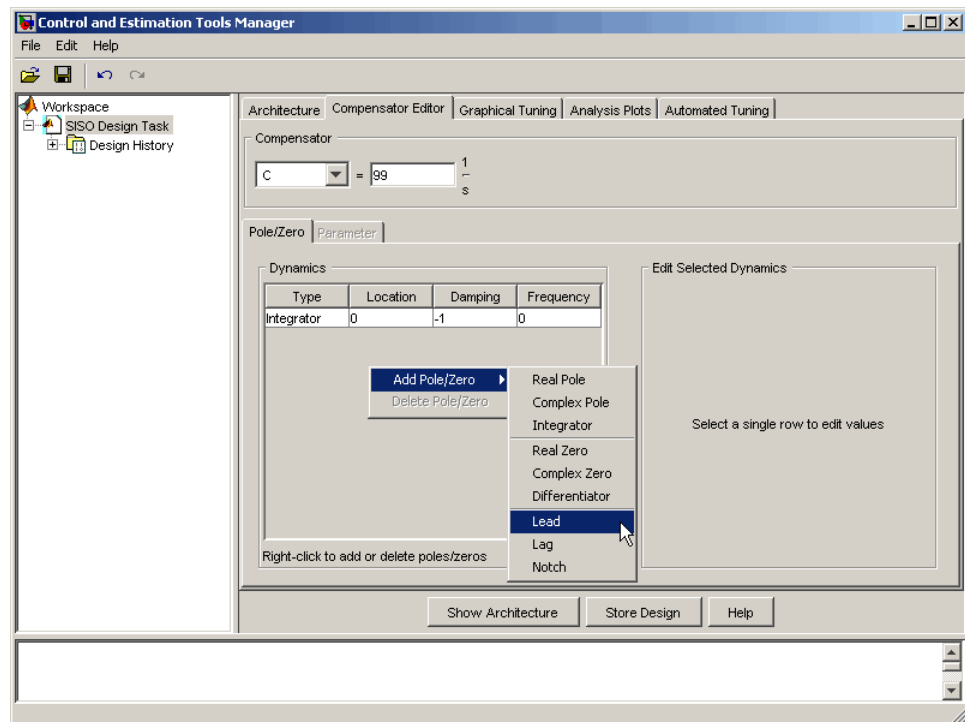 Control and Estimation Tools Manager
File Edit Help
Workspace
SISO Design Task
Design History
Architecture Compensator Editor Graphical Tuning Analysis Plots Automated Tuning
Compensator
C = 99 1
s
Pole/Zero Parameter
Dynamics
Type Location Damping Frequency
Integrator 0 -1 0
Add Pole/Zero
Delete Pole/Zero
Real Pole
Complex Pole
Integrator
Real Zero
Complex Zero
Differentiator
Lead
Lag
Notch
Right-click to add or delete poles/zeros
Edit Selected Dynamics
Select a single row to edit values
Show Architecture Store Design Help